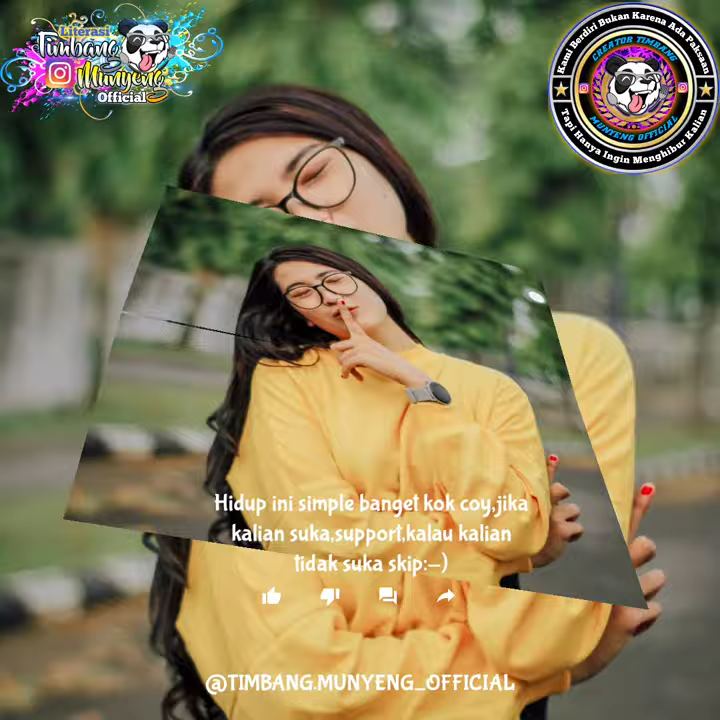 Literasi
Timbang
Munyeng
Official
Kami Berdiri Bukan Karena Ada Paksaan
CREATOR TIMBANG
MUNYENG OFFICIAL
Tapi Hanya Ingin Menghibur Kalian
Hidup ini simple banget kok coy,jika
kalian suka,support,kalau kalian
tidak suka skip:-)
@TIMBANG.MUNYENG_OFFICIAL